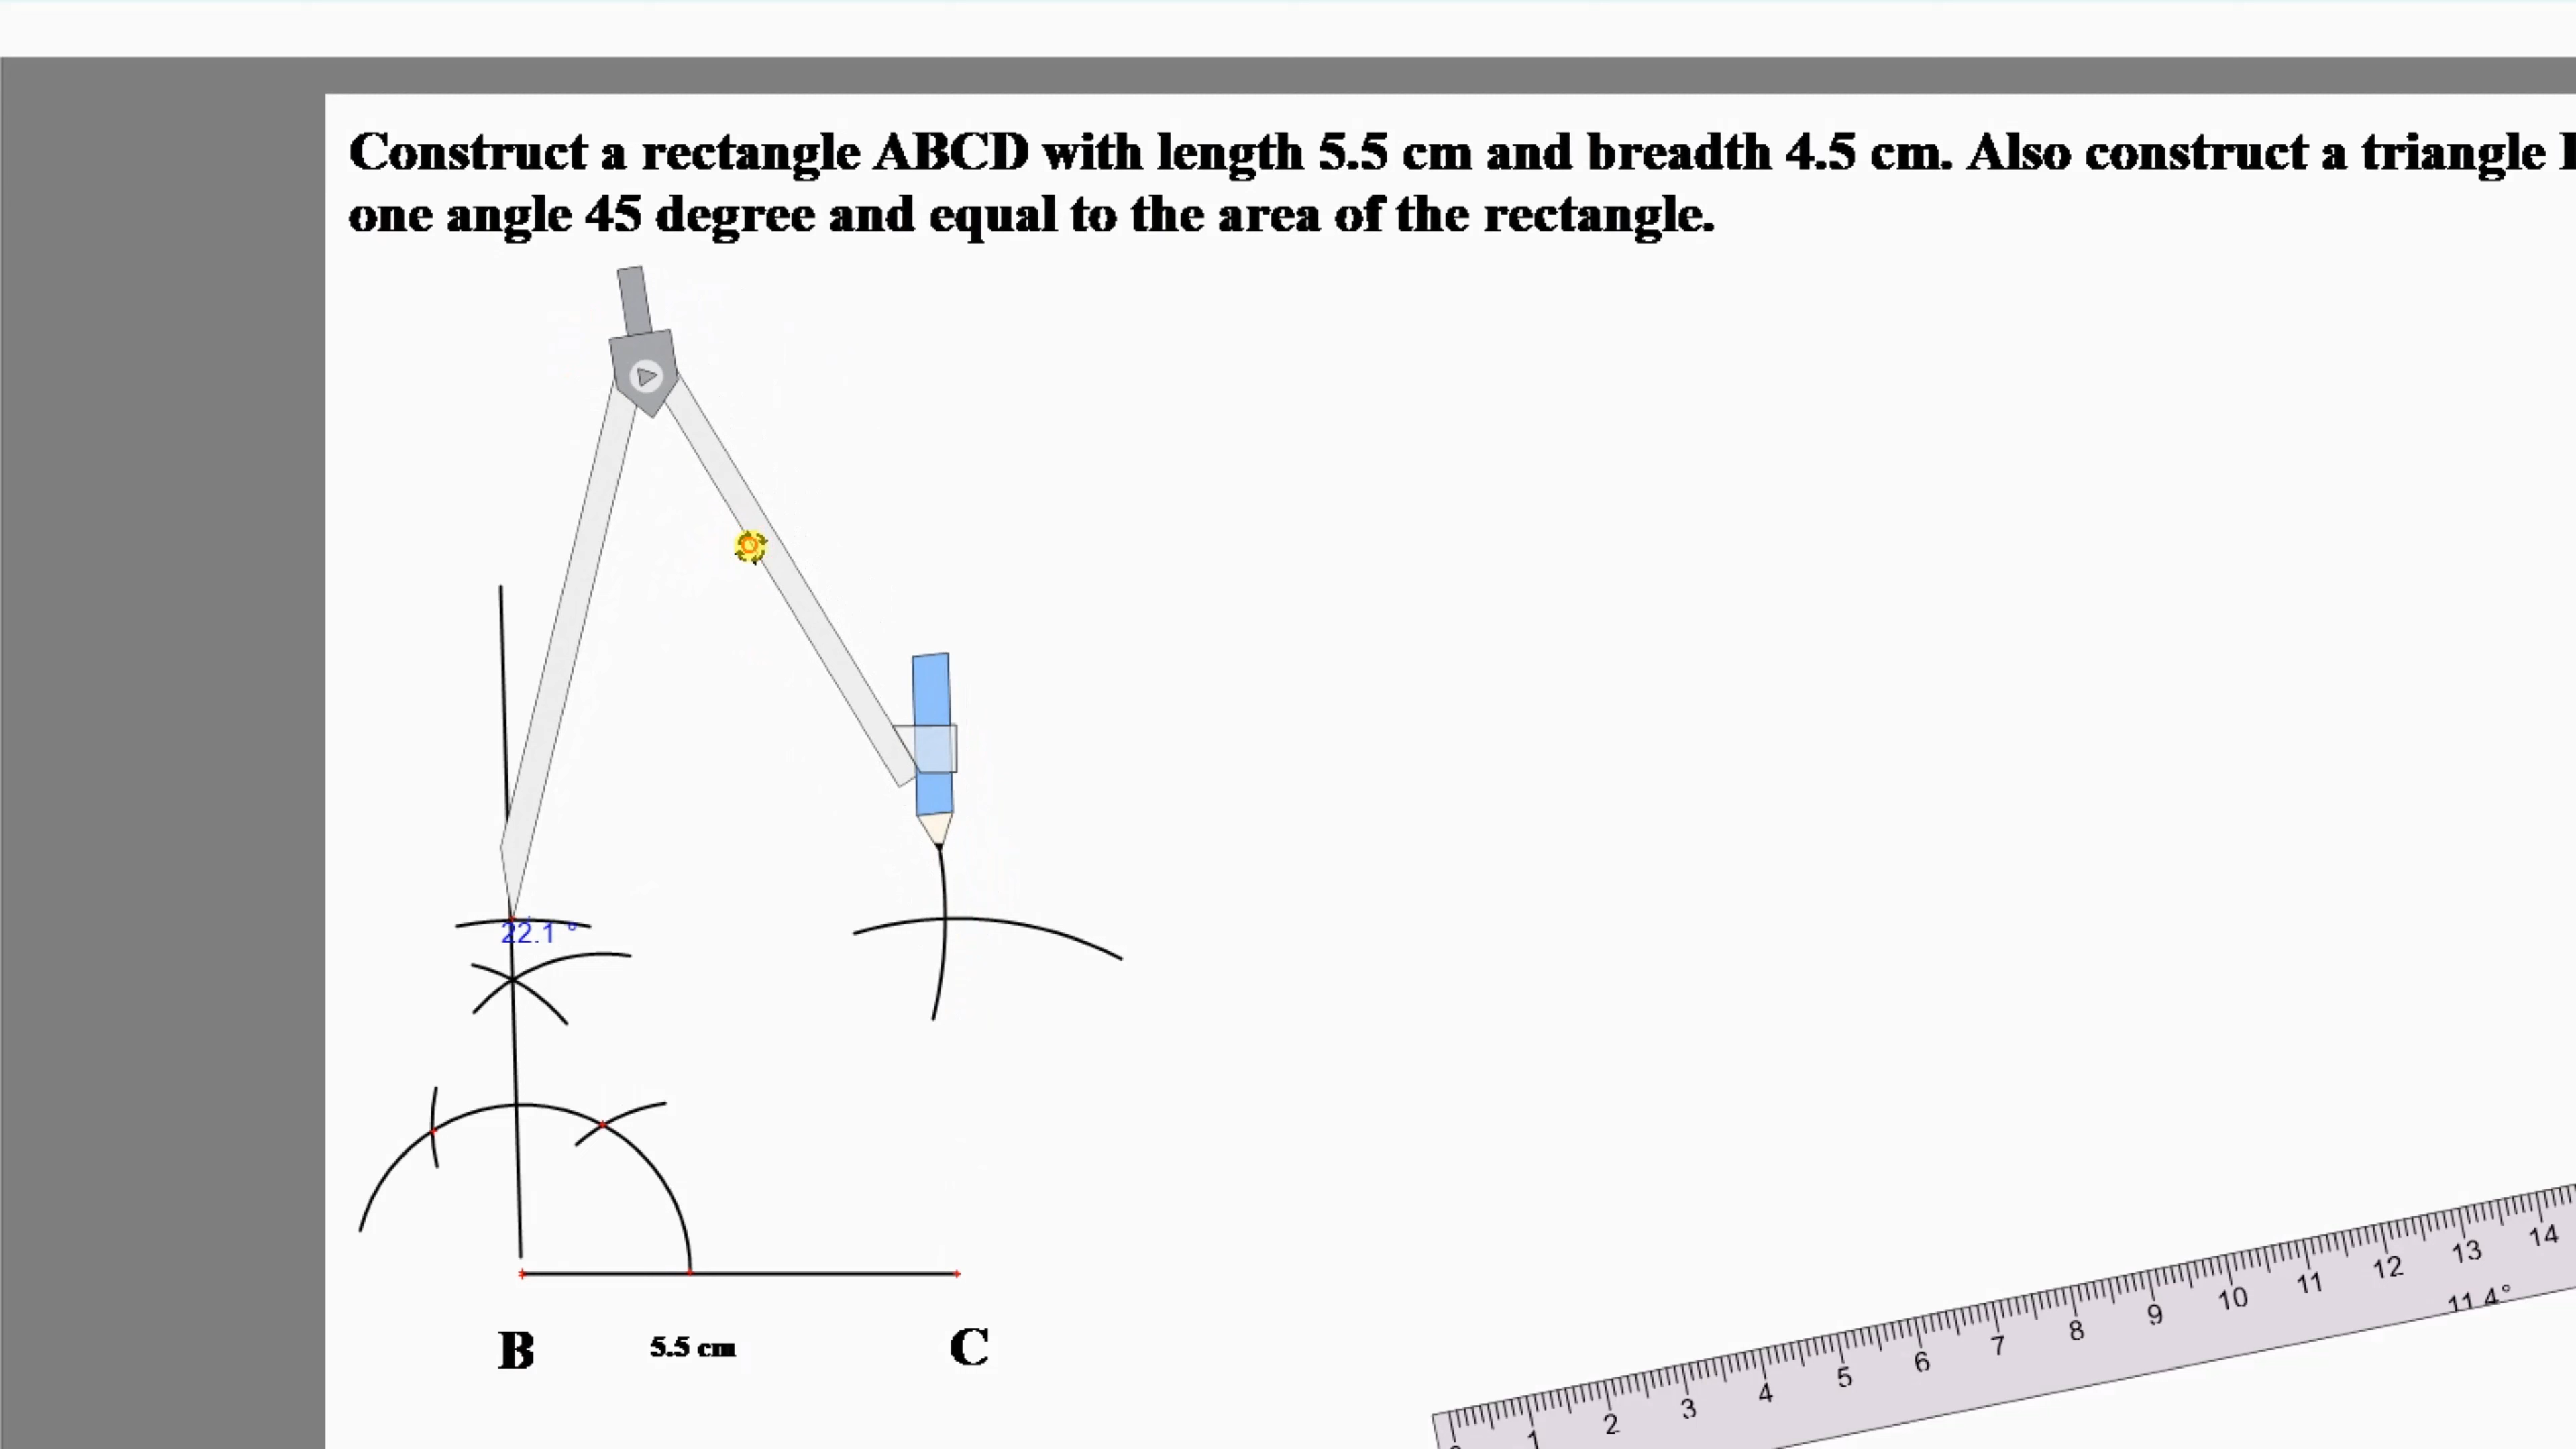 Construct a rectangle ABCD with length 5.5 cm and breadth 4.5 cm. Also construct a triangle
one angle 45 degree and equal to the area of the rectangle.
22.1 °
B 5.5 cm C
1 2 3 4 5 6 7 8 9 10 11 12 13 14
11.4°